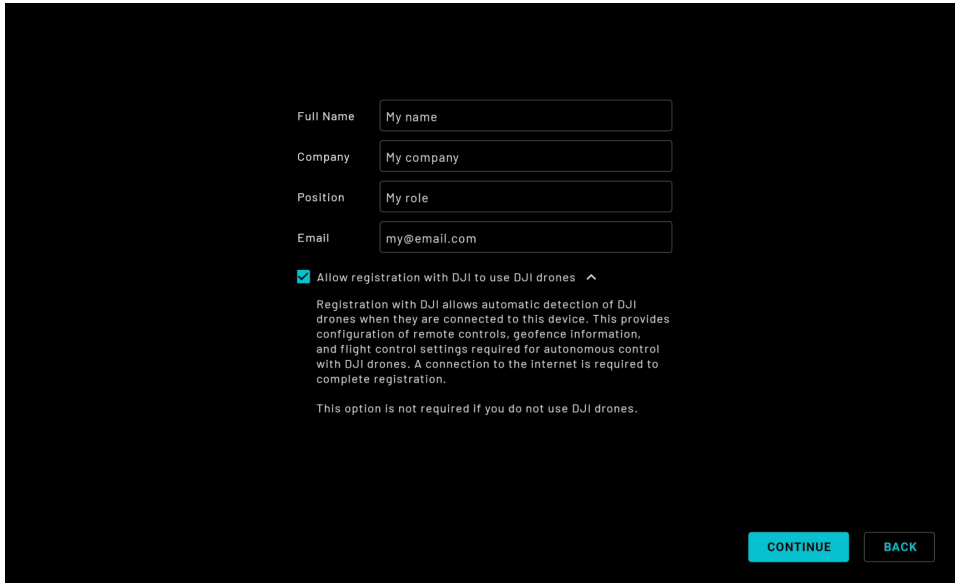 Full Name
My name
Company
My company
Position
My role
Email
my@email.com
Allow registration with DJI to use DJI drones
Registration with DJI allows automatic detection of DJI
drones when they are connected to this device. This provides
configuration of remote controls, geofence information,
and flight control settings required for autonomous control
with DJI drones. A connection to the internet is required to
complete registration.
This option is not required if you do not use DJI drones.
CONTINUE
BACK